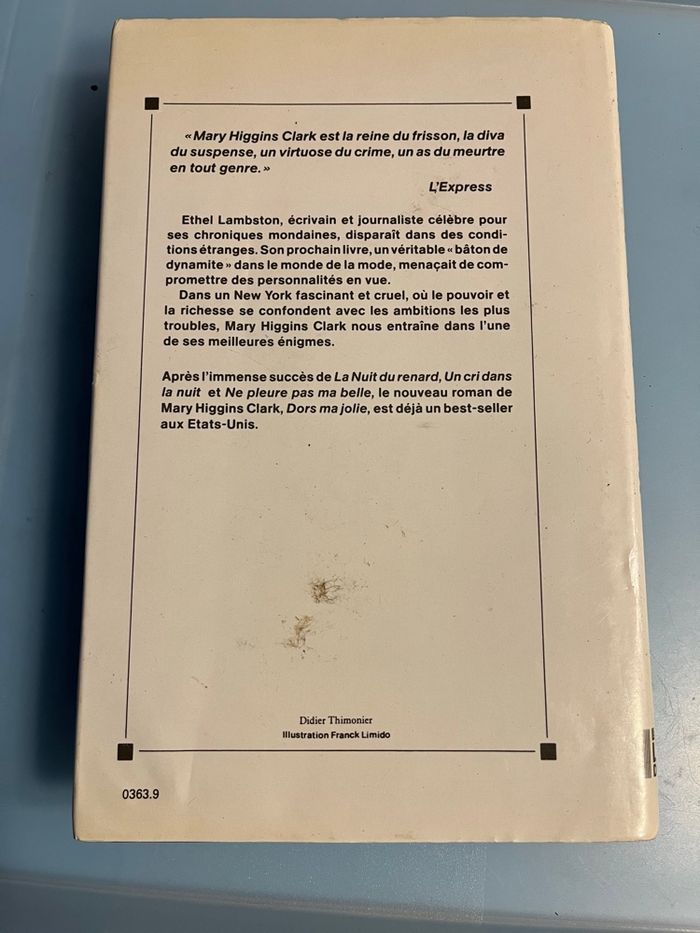 « Mary Higgins Clark est la reine du frisson, la diva
du suspense, un virtuose du crime, un as du meurtre
en tout genre. »
L'Express
Ethel Lambston, écrivain et journaliste célèbre pour
ses chroniques mondaines, disparaît dans des condi-
tions étranges. Son prochain livre, un véritable « bâton de
dynamite » dans le monde de la mode, menaçait de com-
promettre des personnalités en vue.
Dans un New York fascinant et cruel, où le pouvoir et
la richesse se confondent avec les ambitions les plus
troubles, Mary Higgins Clark nous entraîne dans l'une
de ses meilleures énigmes.
Après l'immense succès de La Nuit du renard, Un cri dans
la nuit et Ne pleure pas ma belle, le nouveau roman de
Mary Higgins Clark, Dors ma jolie, est déjà un best-seller
aux Etats-Unis.
Didier Thimonier
Illustration Franck Limido
0363.9